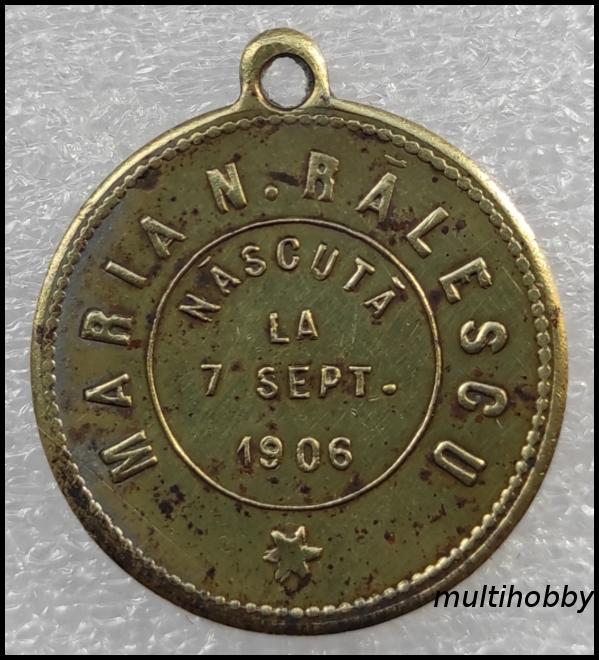 MARIA N. RĂLESCU
NĂSCUTĂ
LA
7 SEPT.
1906
multihobby